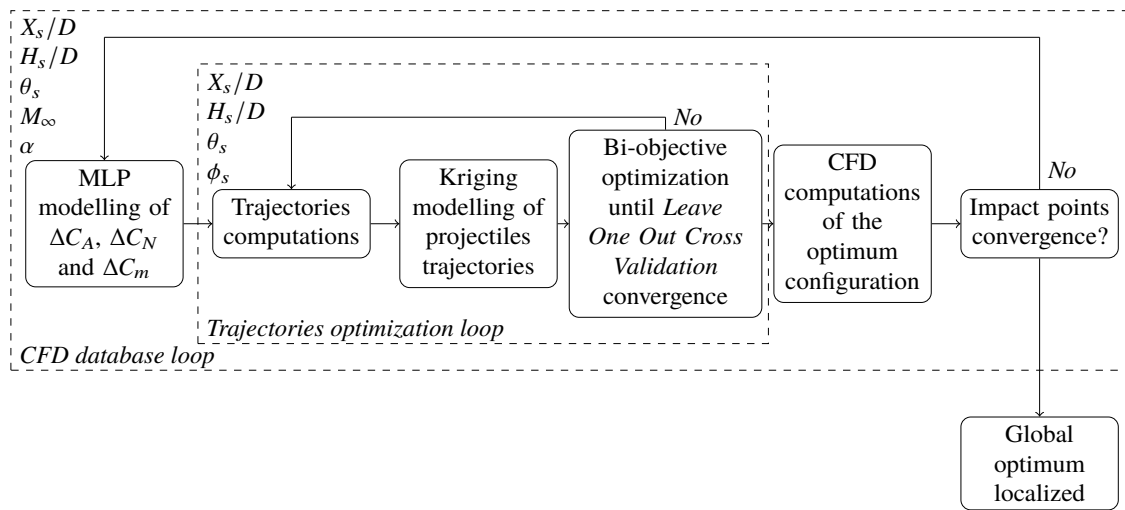 X_s/D
H_s/D
θ_s
M_∞
α
MLP
modelling of
ΔC_A, ΔC_N
and ΔC_m
X_s/D
H_s/D
θ_s
ϕ_s
Trajectories
computations
Kriging
modelling of
projectiles
trajectories
No
Bi-objective
optimization
until Leave
One Out Cross
Validation
convergence
Trajectories optimization loop
CFD
computations
of the
optimum
configuration
No
Impact points
convergence?
CFD database loop
Global
optimum
localized